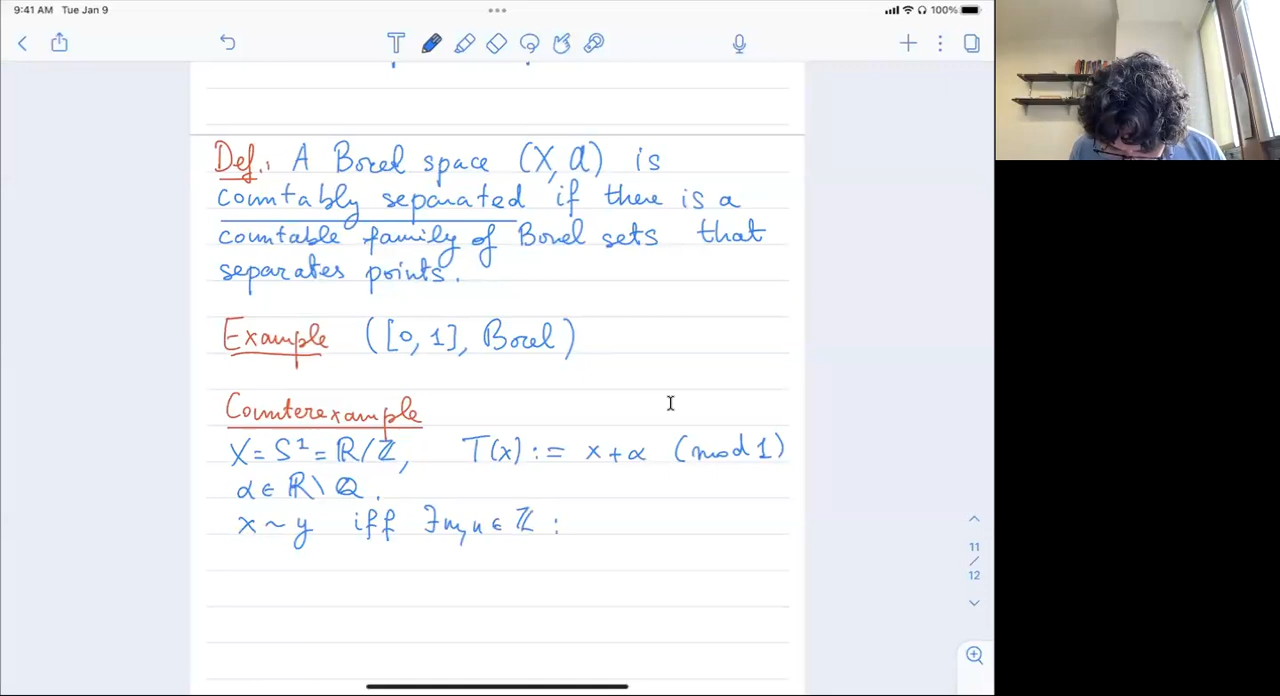 9:41 AM Tue Jan 9
100%
Def.: A Borel space (X, 𝒜) is
countably separated if there is a
countable family of Borel sets that
separates points.
Example ([0, 1], Borel)
Counterexample
X = S¹ = ℝ/ℤ, T(x) := x + α (mod 1)
α ∈ ℝ \ ℚ.
x ~ y iff ∃ m, n ∈ ℤ :
11
/
12